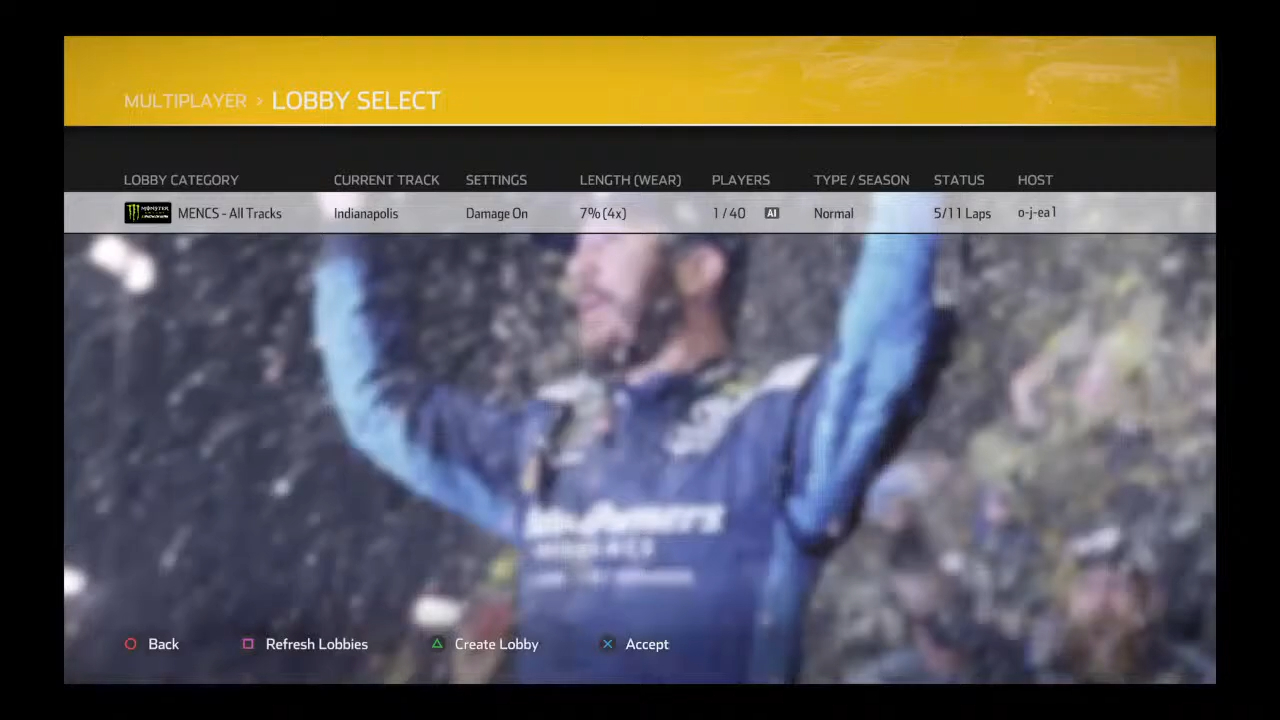 MULTIPLAYER > LOBBY SELECT
LOBBY CATEGORY CURRENT TRACK SETTINGS LENGTH (WEAR) PLAYERS TYPE / SEASON STATUS HOST
MONSTER MENCS - All Tracks Indianapolis Damage On 7% (4x) 1 / 40 AI Normal 5/11 Laps o-j-ea1
Back Refresh Lobbies Create Lobby Accept